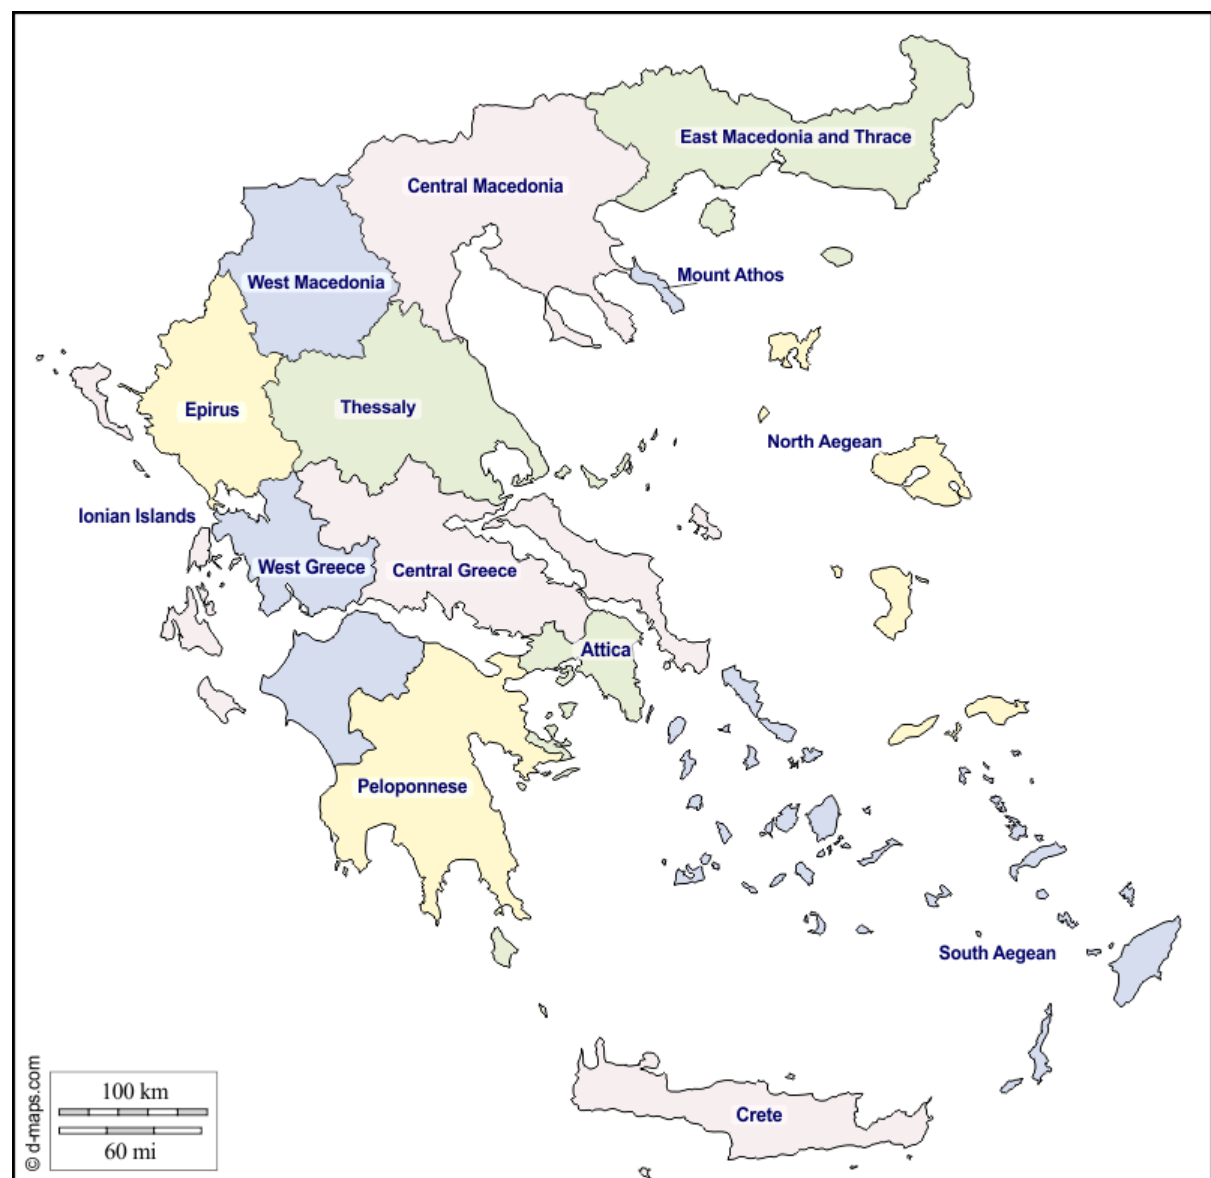 East Macedonia and Thrace
Central Macedonia
Mount Athos
West Macedonia
Epirus
Thessaly
North Aegean
Ionian Islands
West Greece
Central Greece
Attica
Peloponnese
South Aegean
Crete
100 km
60 mi
© d-maps.com